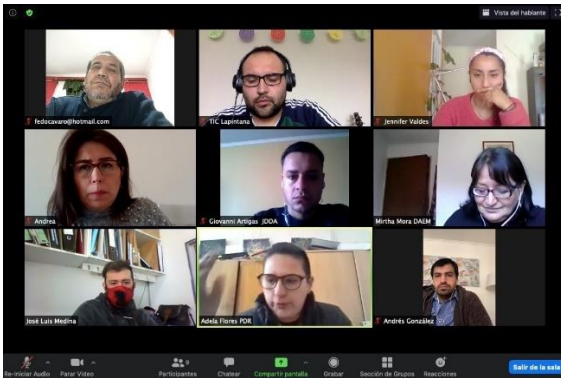 Vista del hablante
fedocavaro@hotmail.com
TIC Lapintana
Jennifer Valdes
Andrea
Giovanni Artigas JDDA
Mirtha Mora DAEM
José Luis Medina
Adela Flores PDR
Andrés González
Re-iniciar Audio
Parar Video
9
Participantes
Chatear
Compartir pantalla
Grabar
Sección de Grupos
Reacciones
Salir de la sala